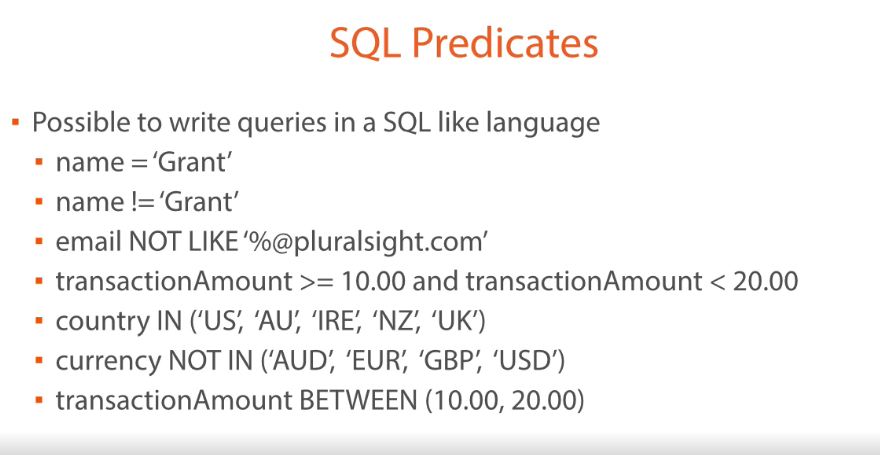 SQL Predicates
▪ Possible to write queries in a SQL like language
▪ name = ‘Grant’
▪ name != ‘Grant’
▪ email NOT LIKE ‘%@pluralsight.com’
▪ transactionAmount >= 10.00 and transactionAmount < 20.00
▪ country IN (‘US’, ‘AU’, ‘IRE’, ‘NZ’, ‘UK’)
▪ currency NOT IN (‘AUD’, ‘EUR’, ‘GBP’, ‘USD’)
▪ transactionAmount BETWEEN (10.00, 20.00)